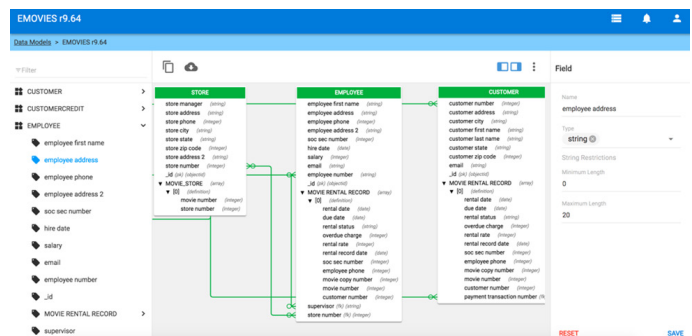 EMOVIES r9.64
Data Models > EMOVIES r9.64
Filter
CUSTOMER
CUSTOMERCREDIT
EMPLOYEE
employee first name
employee address
employee phone
employee address 2
soc sec number
hire date
salary
email
employee number
_id
MOVIE RENTAL RECORD
supervisor
STORE
store manager (string)
store address (string)
store phone (integer)
store city (string)
store state (string)
store zip code (integer)
store address 2 (string)
store number (integer)
_id (pk) (objectid)
MOVIE_STORE (array)
[0] (definition)
movie number (integer)
store number (integer)
EMPLOYEE
employee first name (string)
employee address (string)
employee phone (integer)
employee address 2 (string)
soc sec number (integer)
hire date (date)
salary (integer)
email (string)
employee number (string)
_id (pk) (objectid)
MOVIE RENTAL RECORD (array)
[0] (definition)
rental date (date)
due date (date)
rental status (string)
overdue charge (integer)
rental rate (integer)
rental record date (date)
soc sec number (integer)
employee phone (integer)
movie copy number (integer)
movie number (integer)
customer number (integer)
supervisor (fk) (string)
store number (fk) (integer)
CUSTOMER
customer number (integer)
customer address (string)
customer city (string)
customer first name (string)
customer last name (string)
customer state (string)
customer zip code (integer)
email (string)
_id (pk) (objectid)
MOVIE RENTAL RECORD (array)
[0] (definition)
rental date (date)
due date (date)
rental status (string)
overdue charge (integer)
rental rate (integer)
rental record date (date)
soc sec number (integer)
employee phone (integer)
movie copy number (integer)
movie number (integer)
customer number (integer)
payment transaction number
Field
Name
employee address
Type
string
String Restrictions
Minimum Length
0
Maximum Length
20
RESET
SAVE